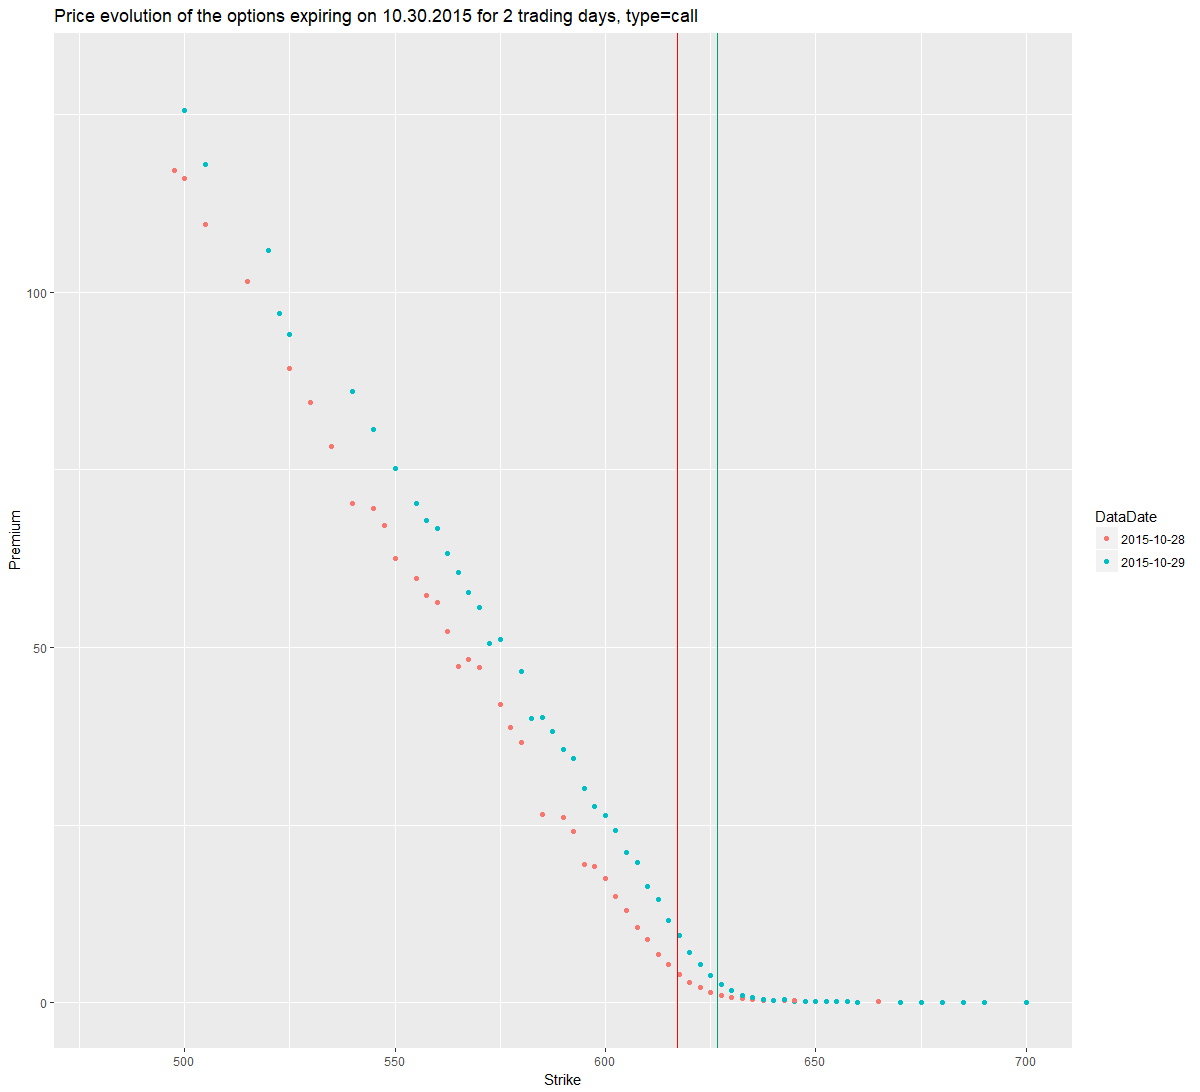 Price evolution of the options expiring on 10.30.2015 for 2 trading days, type=call
100
50
0
Premium
500
550
600
650
700
Strike
DataDate
2015-10-28
2015-10-29